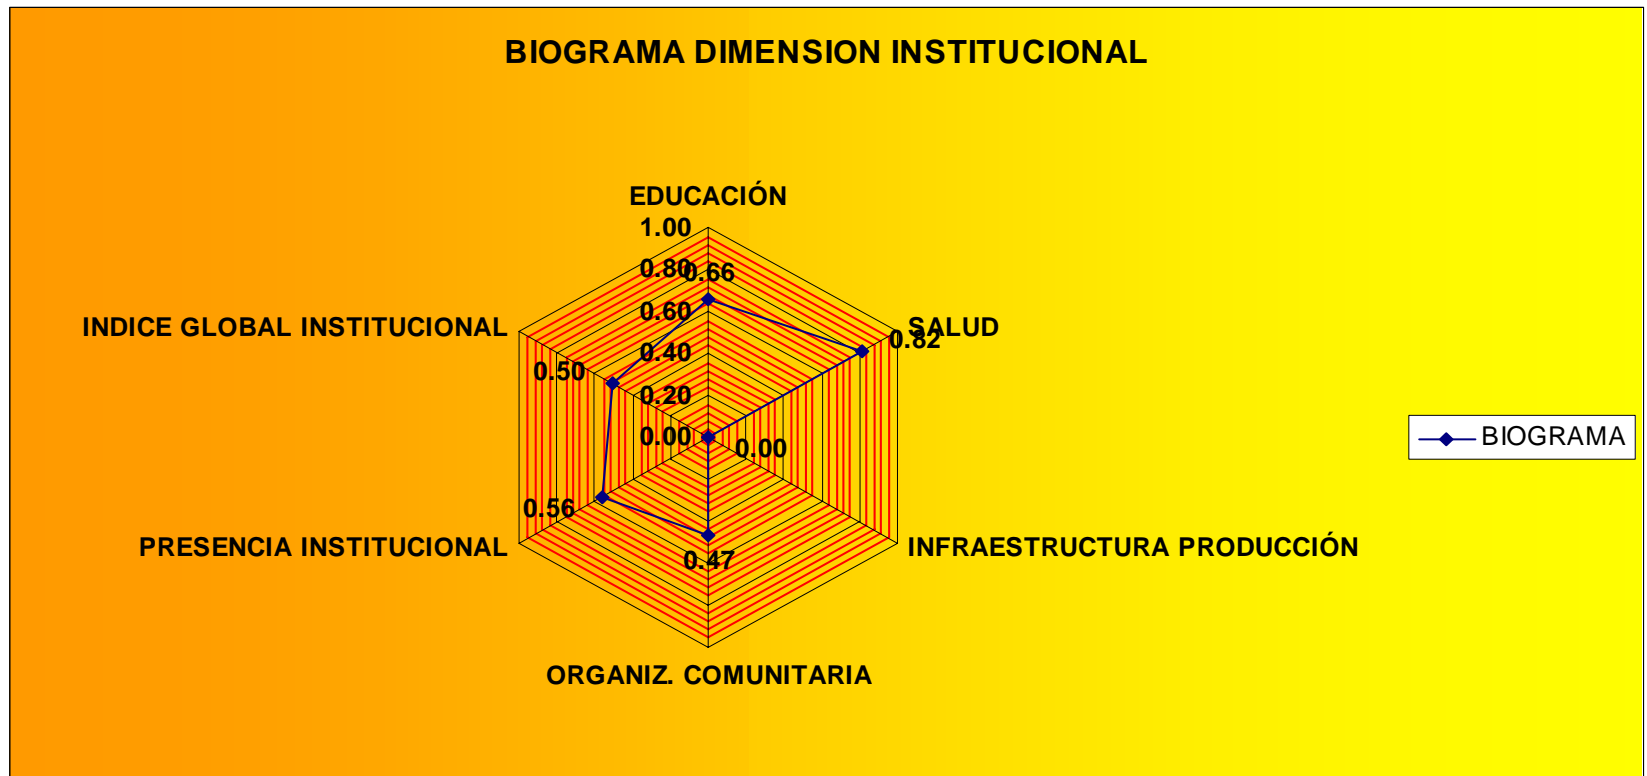 BIOGRAMA DIMENSION INSTITUCIONAL
EDUCACIÓN
1.00
0.80
0.66
0.60
INDICE GLOBAL INSTITUCIONAL
SALUD
0.82
0.40
0.50
0.20
0.00
0.00
BIOGRAMA
0.56
PRESENCIA INSTITUCIONAL
INFRAESTRUCTURA PRODUCCIÓN
0.47
ORGANIZ. COMUNITARIA